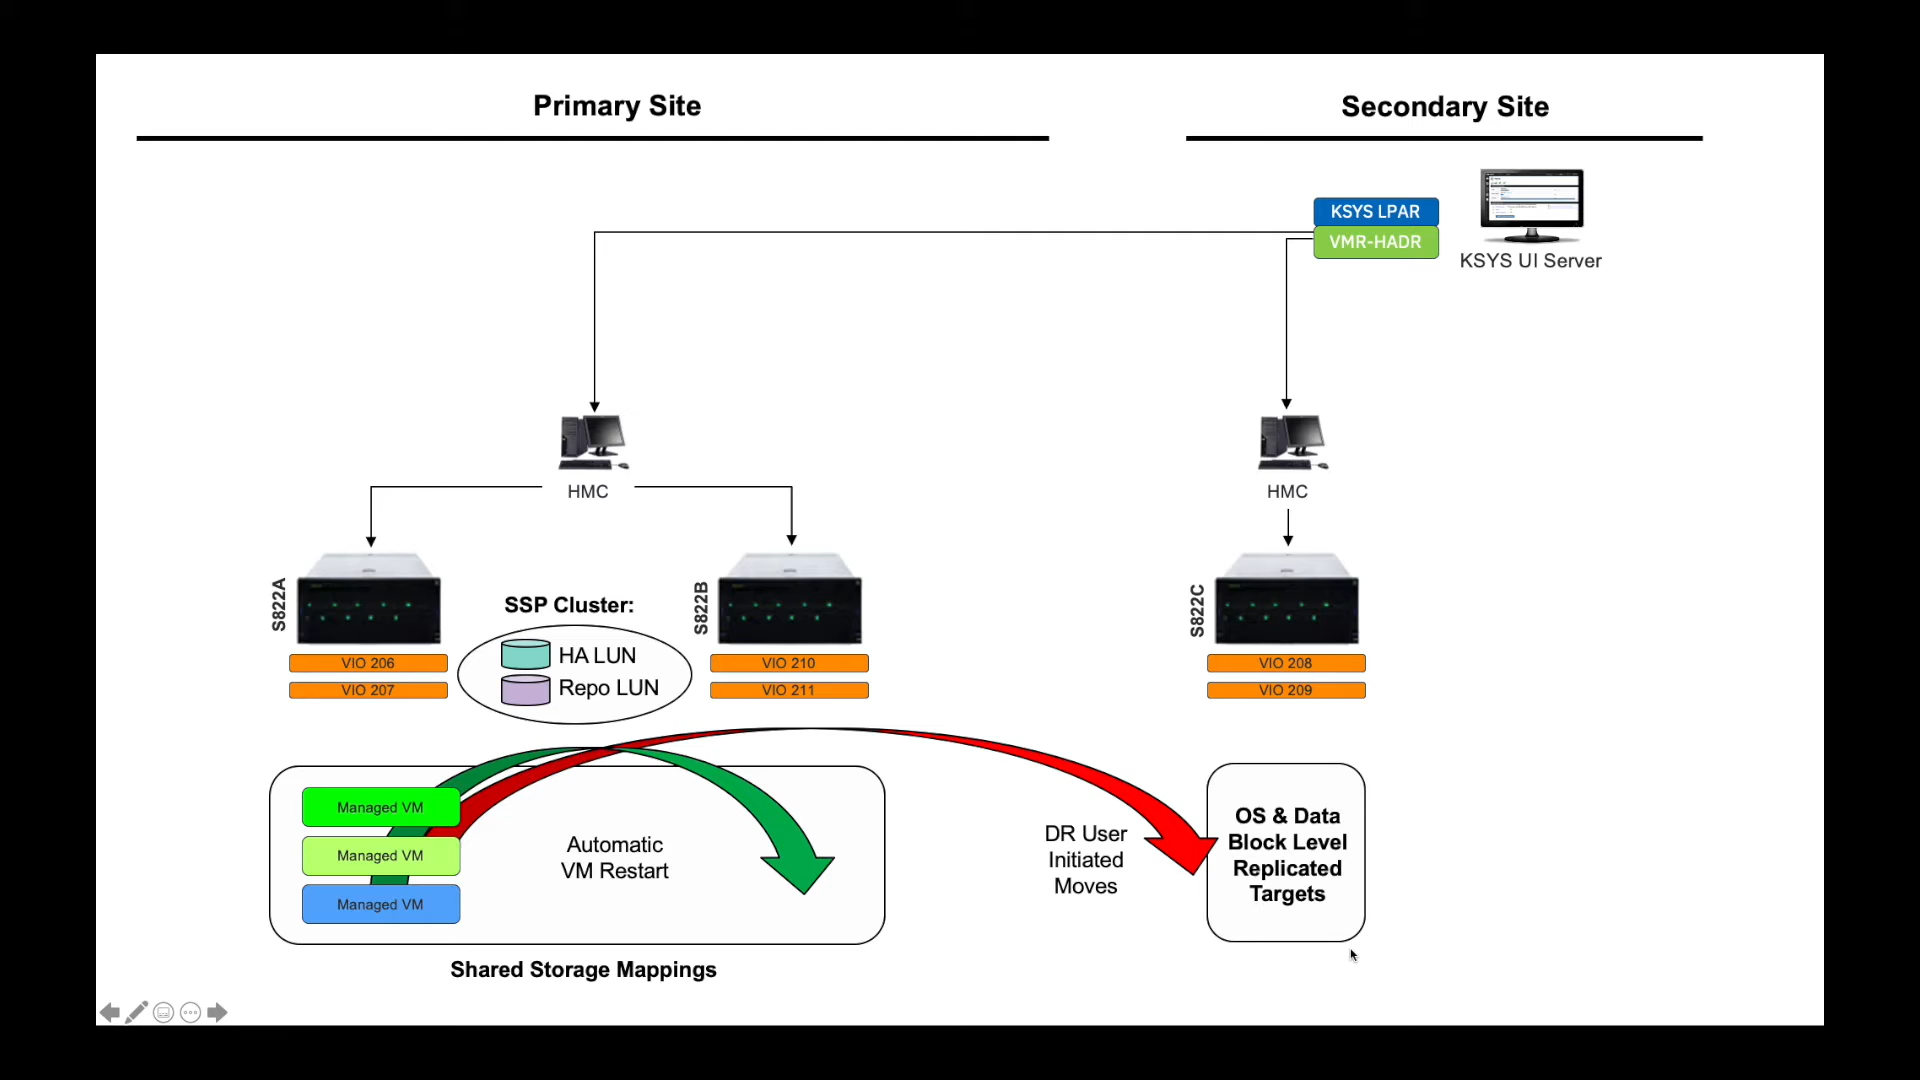 Primary Site
Secondary Site
KSYS LPAR
VMR-HADR
KSYS UI Server
HMC
HMC
S822A
SSP Cluster:
HA LUN
Repo LUN
S822B
S822C
VIO 206
VIO 207
VIO 210
VIO 211
VIO 208
VIO 209
Managed VM
Managed VM
Managed VM
Automatic
VM Restart
DR User
Initiated
Moves
OS & Data
Block Level
Replicated
Targets
Shared Storage Mappings